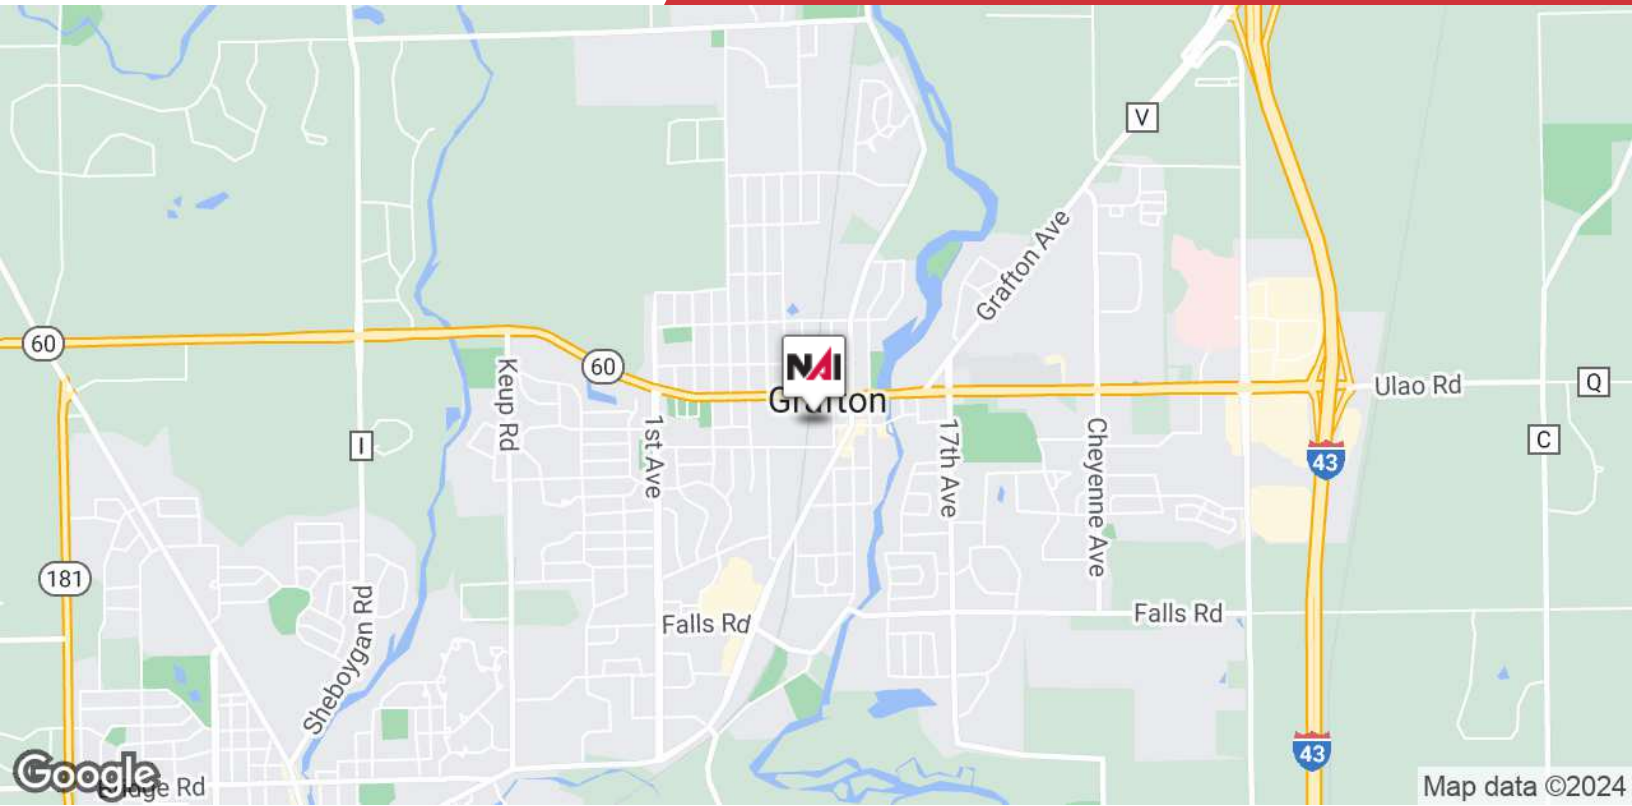 V
Grafton Ave
60
60
NAI
Grafton
Ulao Rd
Q
Keup Rd
1st Ave
17th Ave
Cheyenne Ave
I
C
43
181
Sheboygan Rd
Falls Rd
Falls Rd
43
Google
Map data ©2024